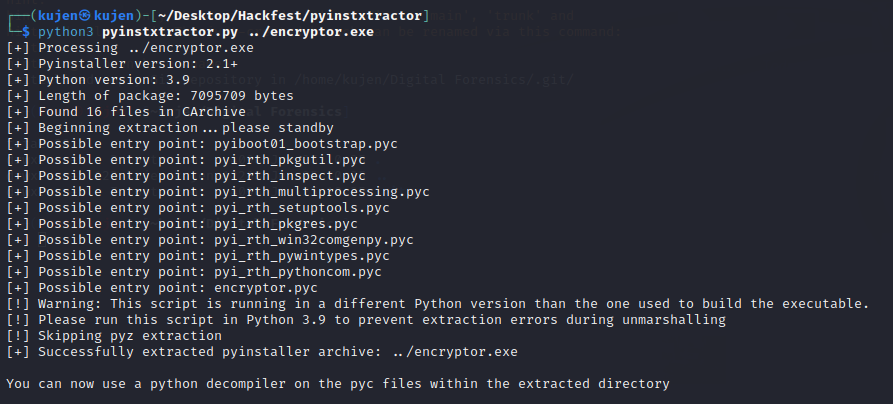 ┌──(kujen㉿kujen)-[~/Desktop/Hackfest/pyinstxtractor]
└─$ python3 pyinstxtractor.py ../encryptor.exe
[+] Processing ../encryptor.exe
[+] Pyinstaller version: 2.1+
[+] Python version: 3.9
[+] Length of package: 7095709 bytes
[+] Found 16 files in CArchive
[+] Beginning extraction...please standby
[+] Possible entry point: pyiboot01_bootstrap.pyc
[+] Possible entry point: pyi_rth_pkgutil.pyc
[+] Possible entry point: pyi_rth_inspect.pyc
[+] Possible entry point: pyi_rth_multiprocessing.pyc
[+] Possible entry point: pyi_rth_setuptools.pyc
[+] Possible entry point: pyi_rth_pkgres.pyc
[+] Possible entry point: pyi_rth_win32comgenpy.pyc
[+] Possible entry point: pyi_rth_pywintypes.pyc
[+] Possible entry point: pyi_rth_pythoncom.pyc
[+] Possible entry point: encryptor.pyc
[!] Warning: This script is running in a different Python version than the one used to build the executable.
[!] Please run this script in Python 3.9 to prevent extraction errors during unmarshalling
[!] Skipping pyz extraction
[+] Successfully extracted pyinstaller archive: ../encryptor.exe
You can now use a python decompiler on the pyc files within the extracted directory